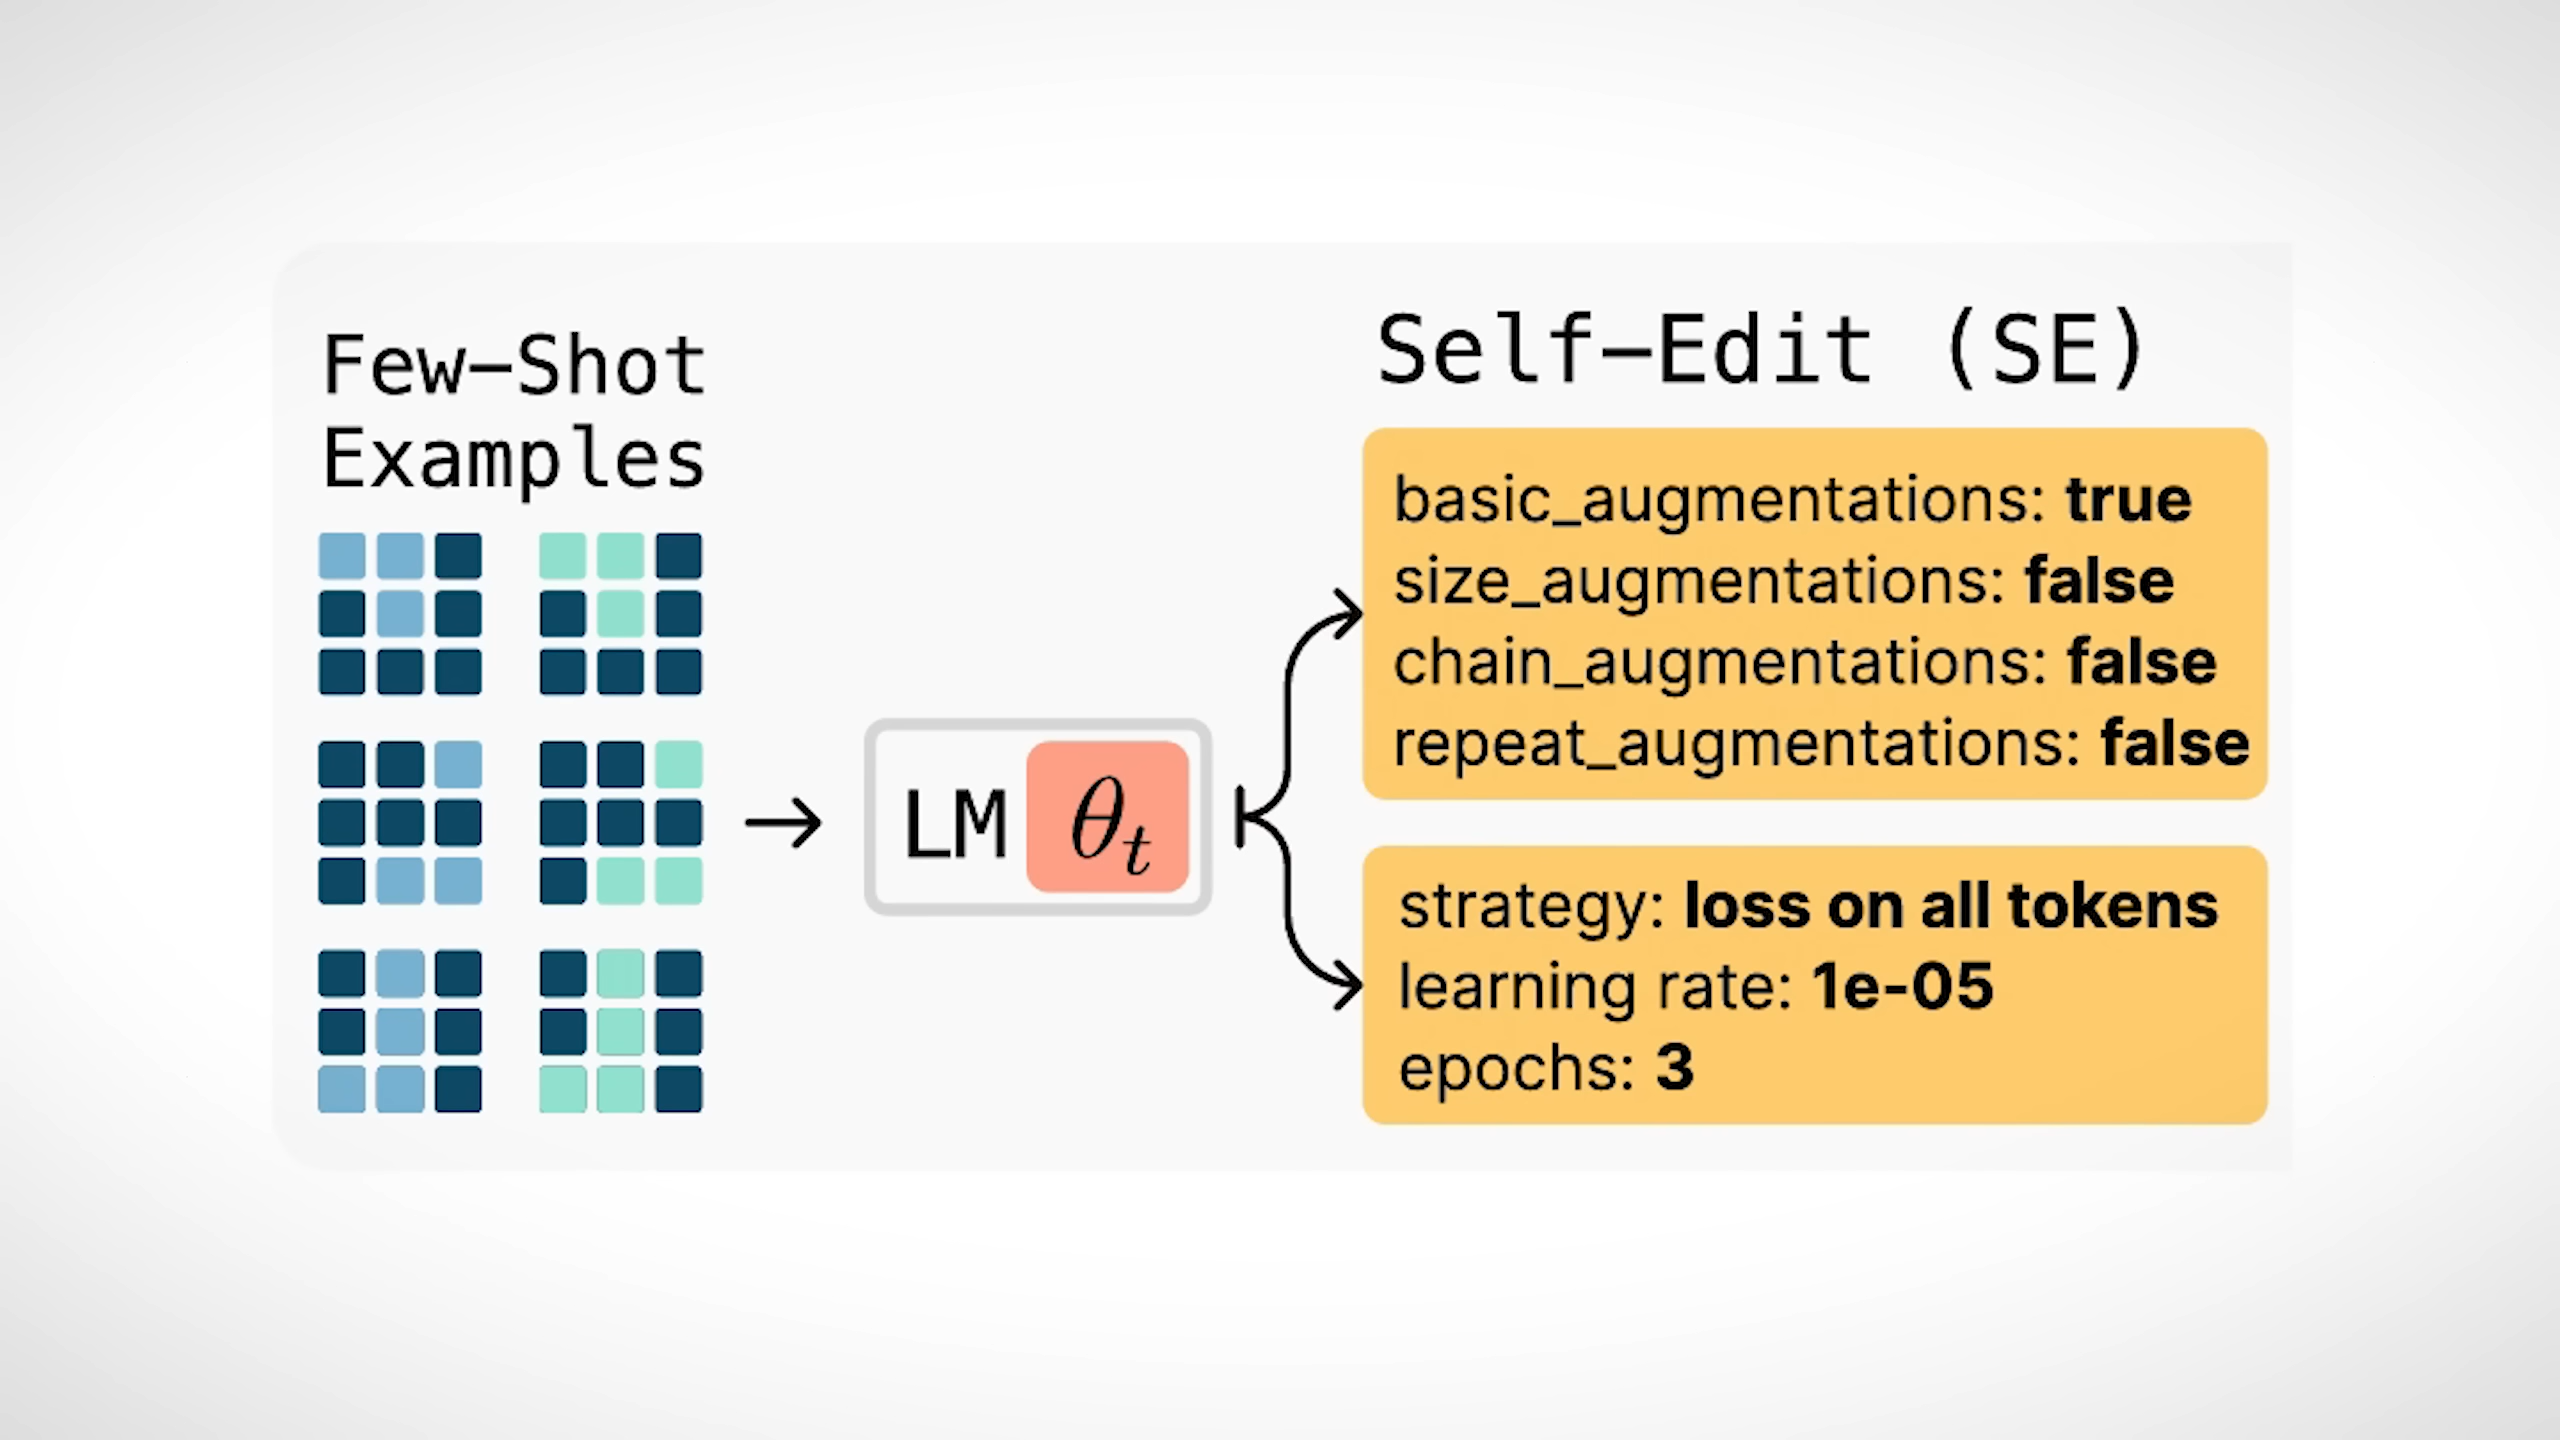 Few-Shot
Examples
LM θt
Self-Edit (SE)
basic_augmentations: true
size_augmentations: false
chain_augmentations: false
repeat_augmentations: false
strategy: loss on all tokens
learning rate: 1e-05
epochs: 3